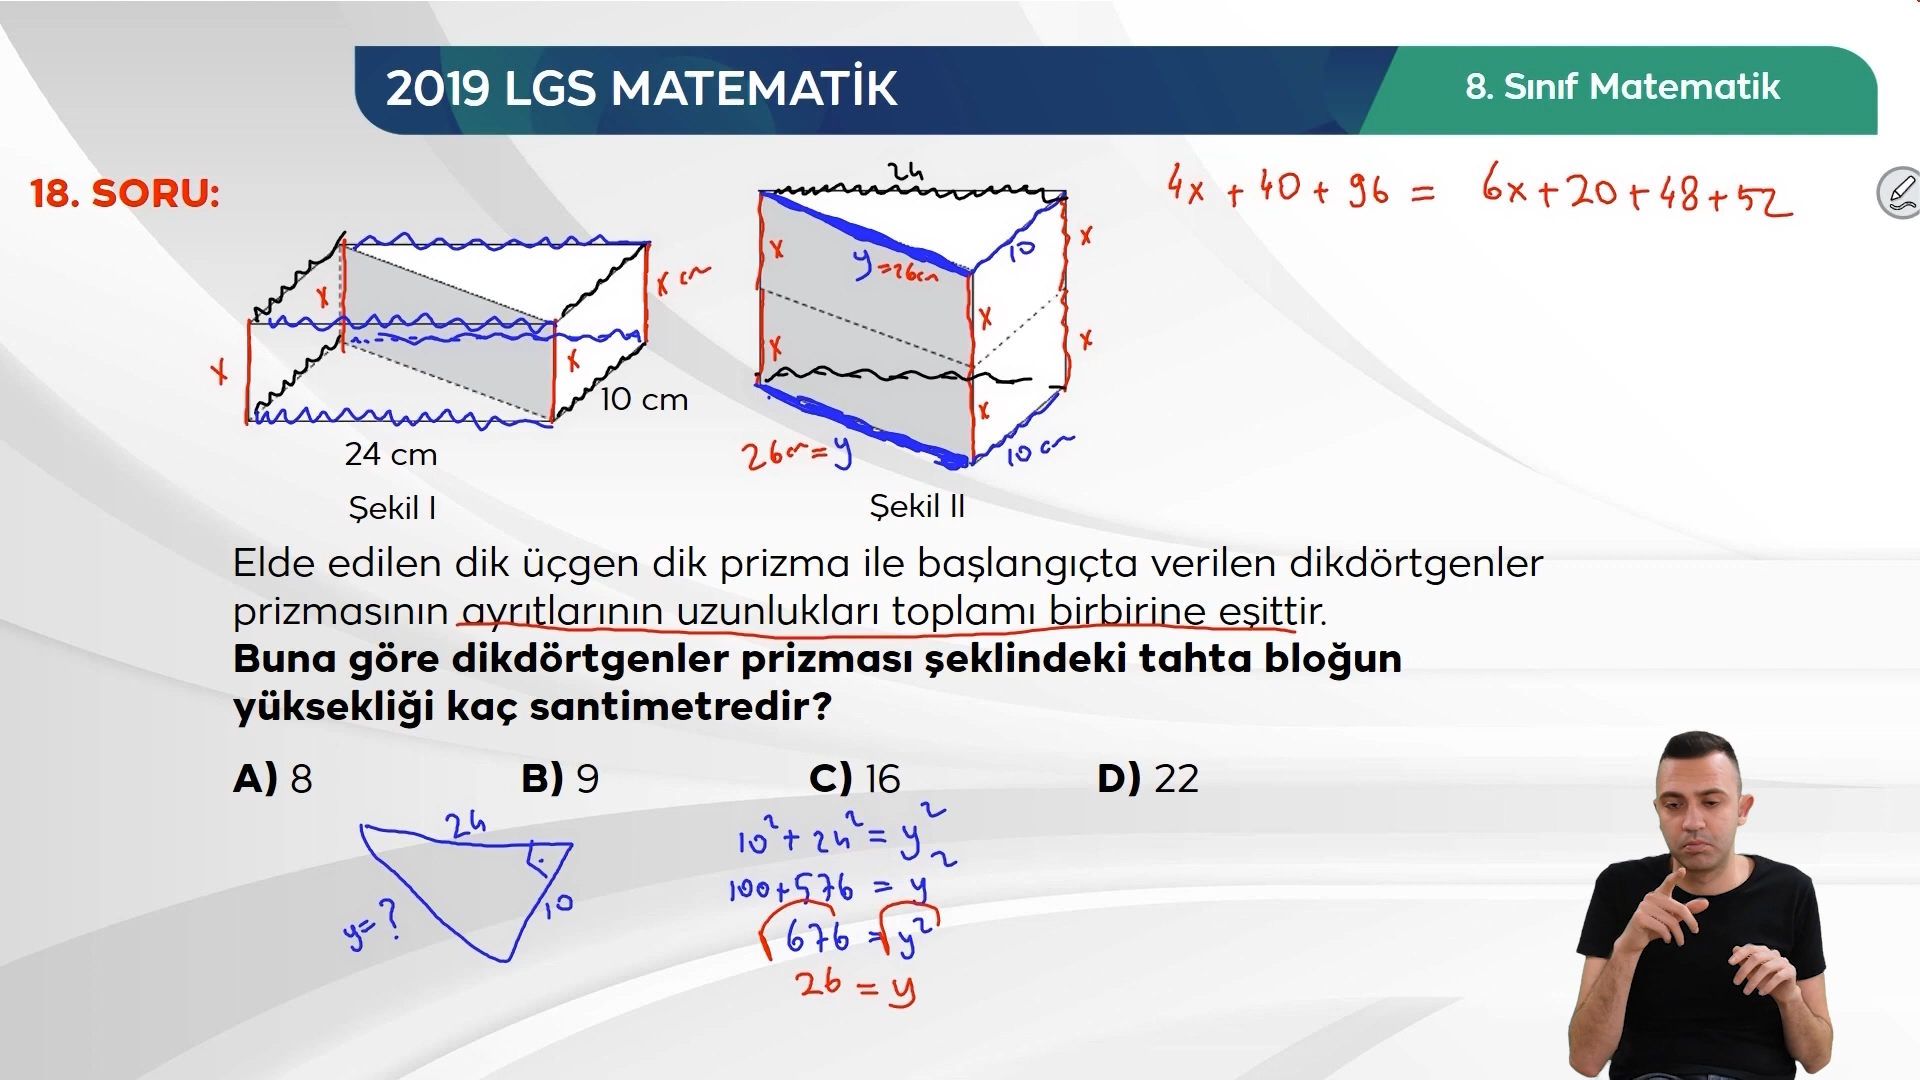 2019 LGS MATEMATİK
8. Sınıf Matematik
18. SORU:
4x + 40 + 96 = 6x + 20 + 48 + 52
24
x
x cm
x
x
10 cm
24 cm
Şekil I
x
y = 26cm
10
x
x
x
x
x
26cm = y
10 cm
Şekil II
Elde edilen dik üçgen dik prizma ile başlangıçta verilen dikdörtgenler
prizmasının ayrıtlarının uzunlukları toplamı birbirine eşittir.
Buna göre dikdörtgenler prizması şeklindeki tahta bloğun
yüksekliği kaç santimetredir?
A) 8 B) 9 C) 16 D) 22
24
10
y = ?
10² + 24² = y²
100 + 576 = y²
676 = y²
26 = y